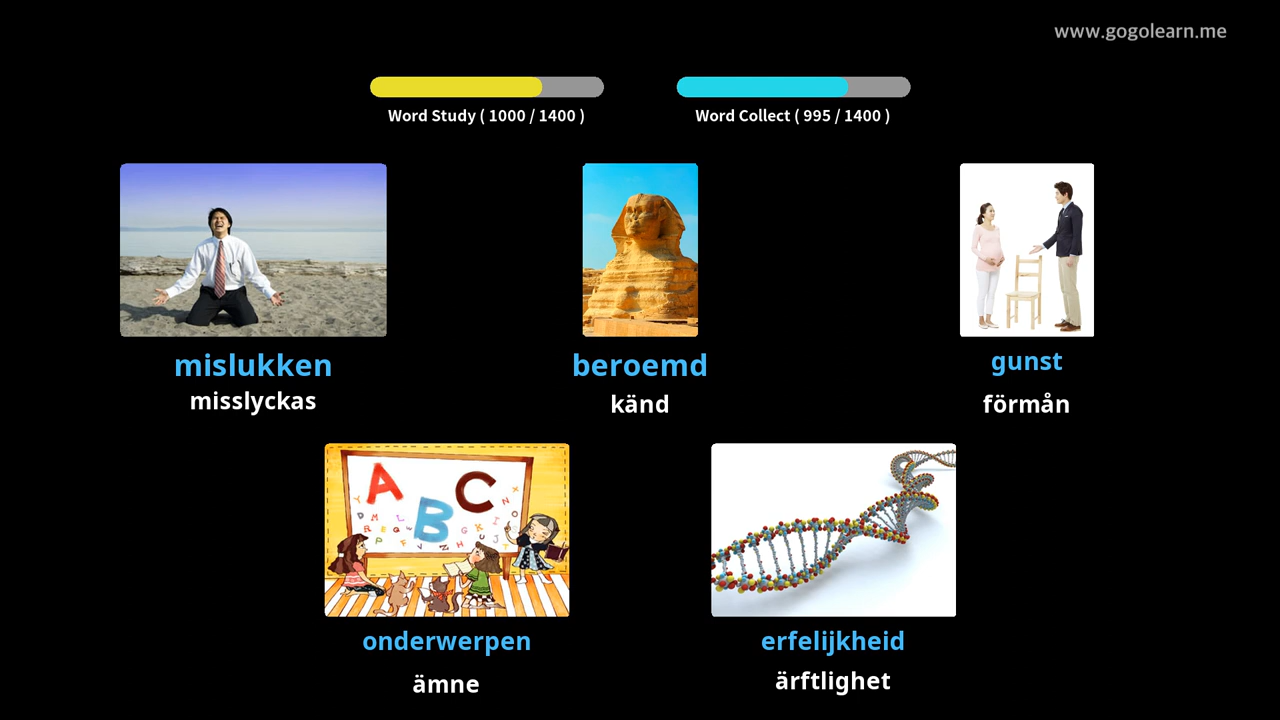 www.gogolearn.me
Word Study ( 1000 / 1400 )
Word Collect ( 995 / 1400 )
mislukken
misslyckas
beroemd
känd
gunst
förmån
A B C
onderwerpen
ämne
erfelijkheid
ärftlighet